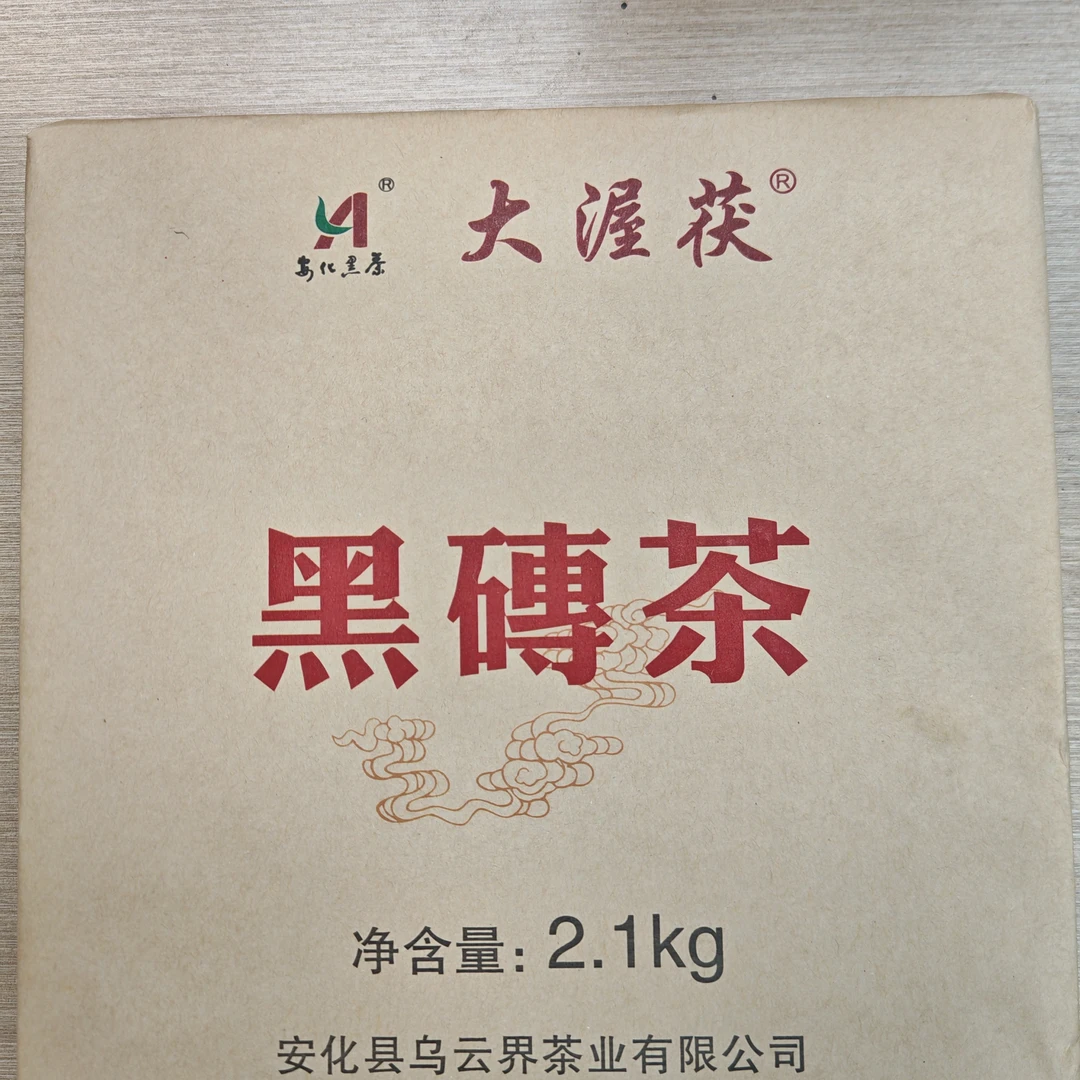 安化黑茶® 大渥茯®
黑磚茶
净含量：2.1kg
安化县乌云界茶业有限公司